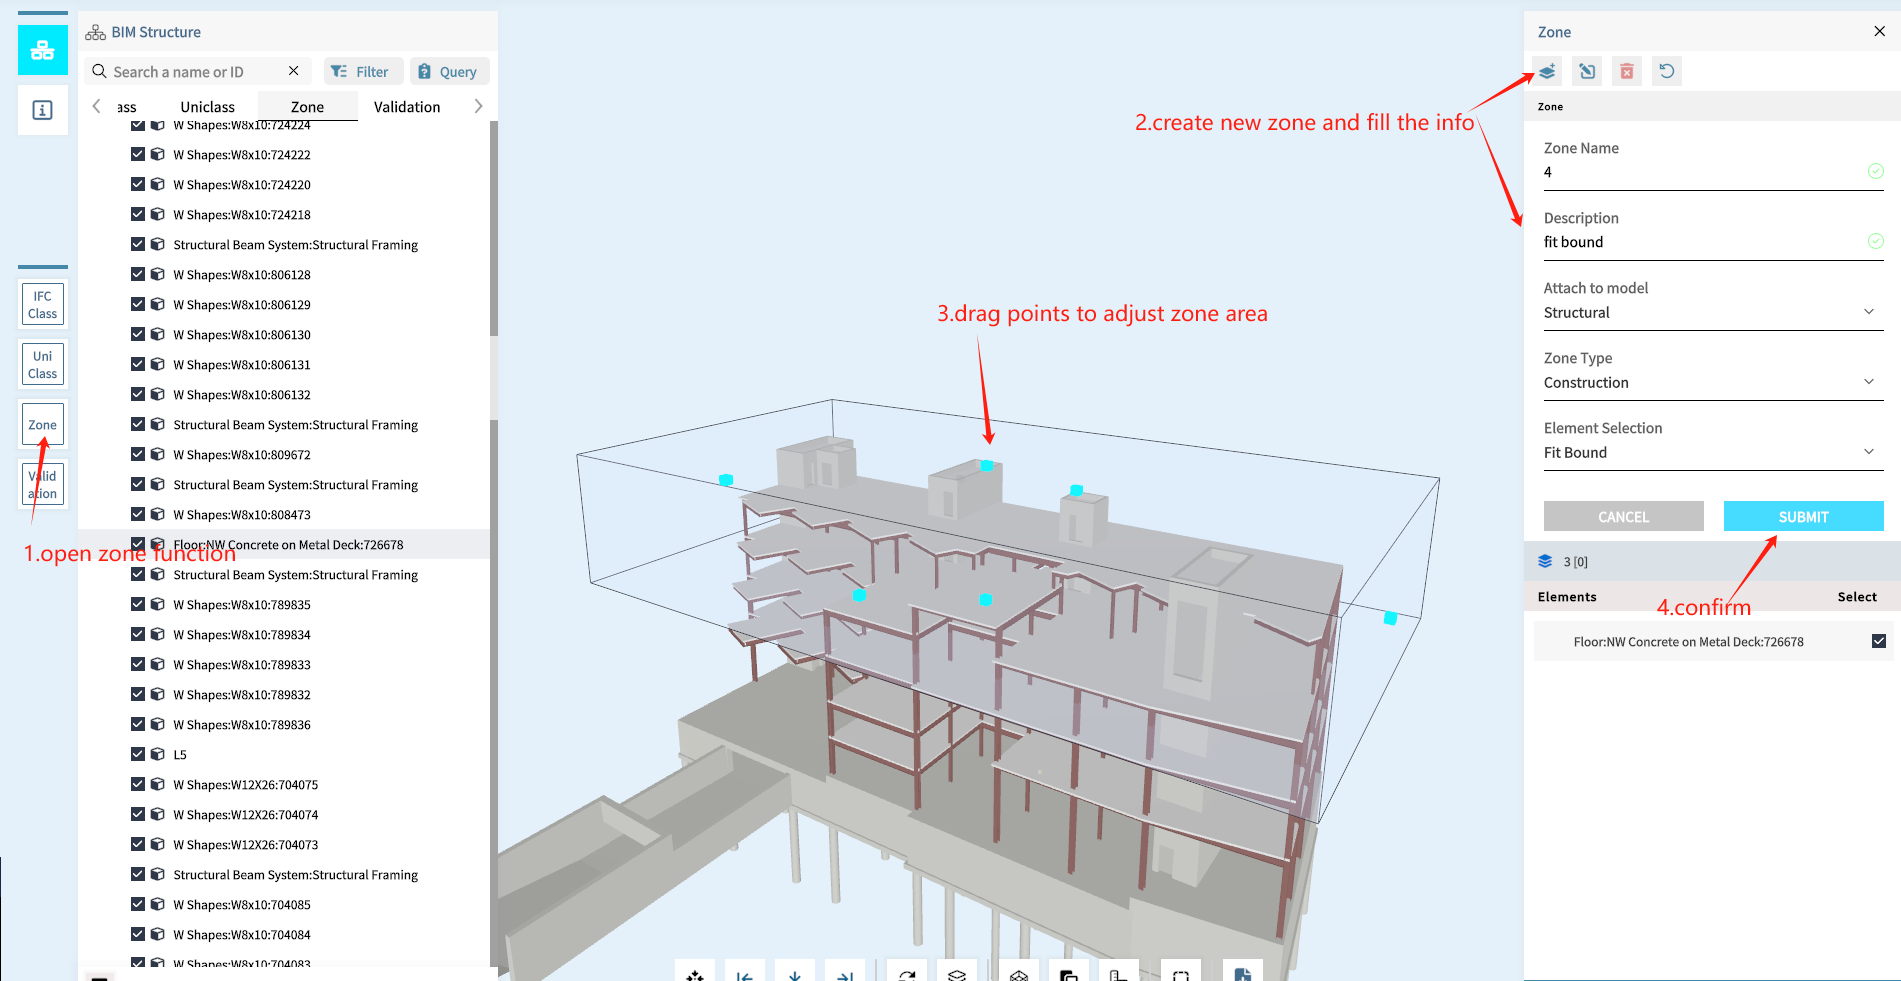 BIM Structure
Search a name or ID
Filter
Query
ass
Uniclass
Zone
Validation
W Shapes:W8x10:724224
W Shapes:W8x10:724222
W Shapes:W8x10:724220
W Shapes:W8x10:724218
Structural Beam System:Structural Framing
W Shapes:W8x10:806128
W Shapes:W8x10:806129
W Shapes:W8x10:806130
W Shapes:W8x10:806131
W Shapes:W8x10:806132
Structural Beam System:Structural Framing
W Shapes:W8x10:809672
Structural Beam System:Structural Framing
W Shapes:W8x10:808473
Floor:NW Concrete on Metal Deck:726678
Structural Beam System:Structural Framing
W Shapes:W8x10:789835
W Shapes:W8x10:789834
W Shapes:W8x10:789833
W Shapes:W8x10:789832
W Shapes:W8x10:789836
L5
W Shapes:W12X26:704075
W Shapes:W12X26:704074
W Shapes:W12X26:704073
Structural Beam System:Structural Framing
W Shapes:W8x10:704085
W Shapes:W8x10:704084
W Shapes:W8x10:704083
IFC
Class
Uni
Class
Zone
Valid
ation
1.open zone function
2.create new zone and fill the info
3.drag points to adjust zone area
4.confirm
Zone
Zone
Zone Name
4
Description
fit bound
Attach to model
Structural
Zone Type
Construction
Element Selection
Fit Bound
CANCEL
SUBMIT
3 [0]
Elements
Select
Floor:NW Concrete on Metal Deck:726678